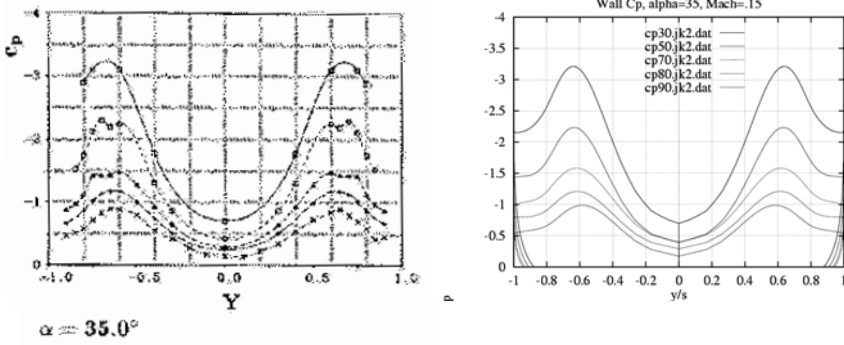 Wall Cp, alpha=35, Mach=.15
-4
-3
-2
-1
0
Cp
-1.0
-0.5
0.0
0.5
1.0
Y
α = 35.0°
-4
-3.5
-3
-2.5
-2
-1.5
-1
-0.5
0
cp30.jk2.dat
cp50.jk2.dat
cp70.jk2.dat
cp80.jk2.dat
cp90.jk2.dat
-1 -0.8 -0.6 -0.4 -0.2 0 0.2 0.4 0.6 0.8 1
y/s
p